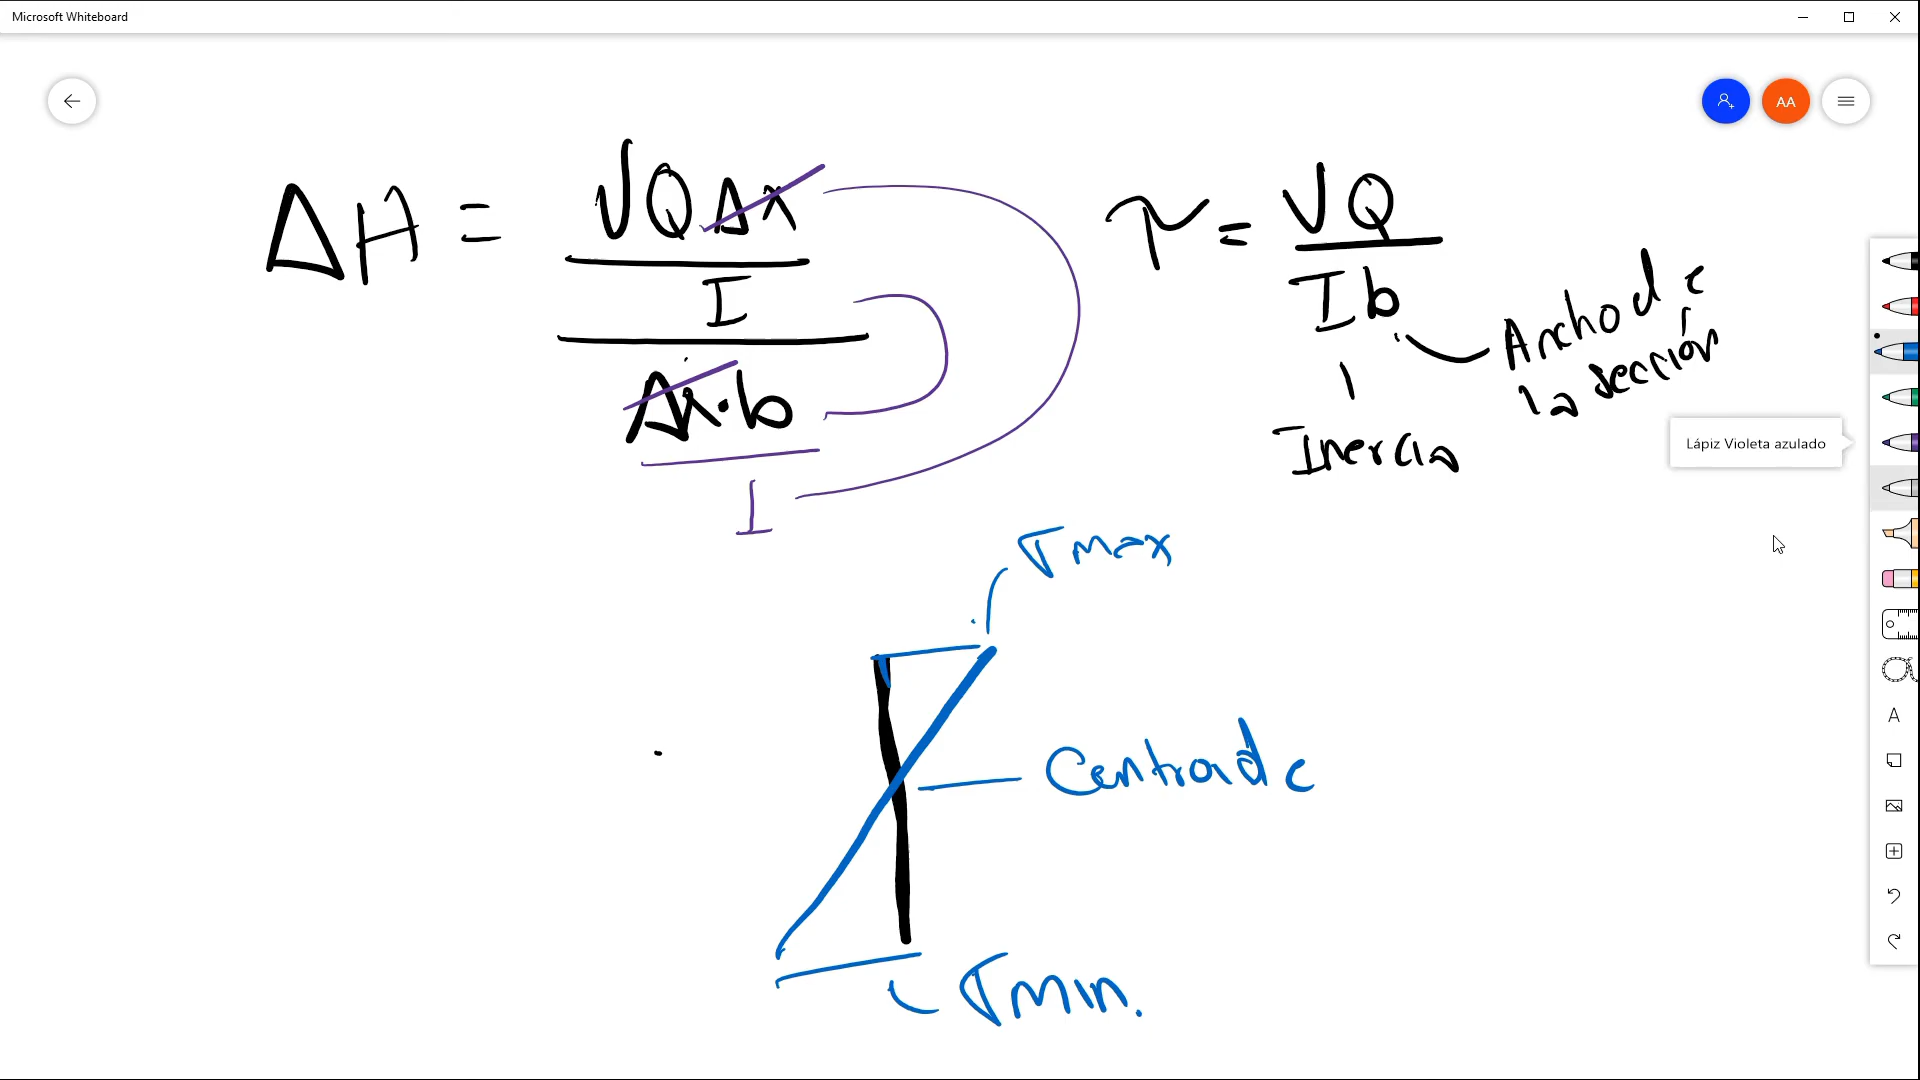 Microsoft Whiteboard
AA
ΔH = VQΔx
I
Δx·b
I
τ = VQ
Ib
Ancho de
la sección
Inercia
Lápiz Violeta azulado
σmax
Centroide
σmin.
A